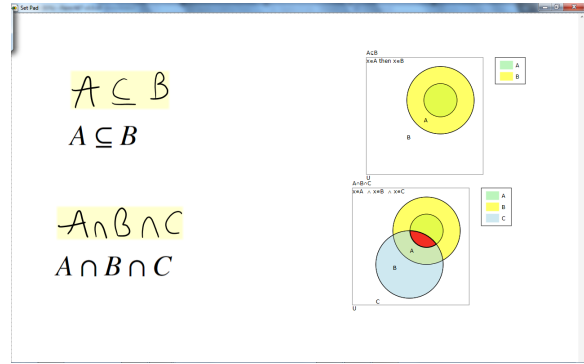 Set Pad
A ⊆ B
A ⊆ B
A∩B∩C
A ∩ B ∩ C
A⊆B
x∊A then x∊B
A
B
U
A
B
A∩B∩C
x∊A ∧ x∊B ∧ x∊C
A
B
C
U
A
B
C